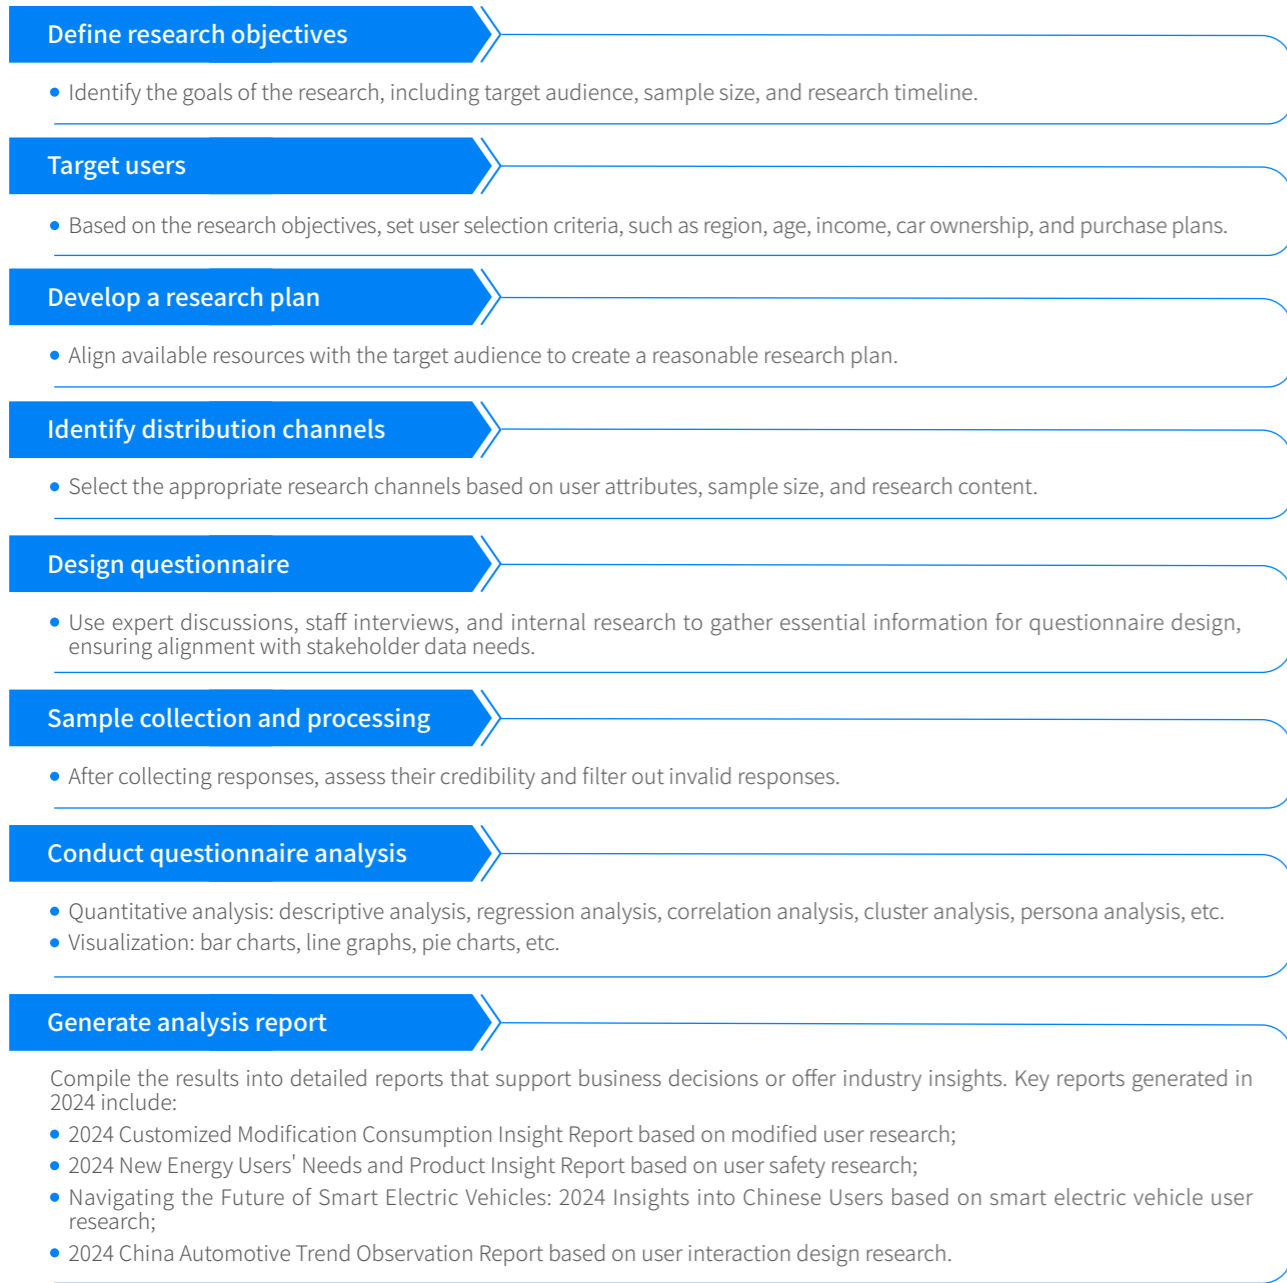 Define research objectives
• Identify the goals of the research, including target audience, sample size, and research timeline.
Target users
• Based on the research objectives, set user selection criteria, such as region, age, income, car ownership, and purchase plans.
Develop a research plan
• Align available resources with the target audience to create a reasonable research plan.
Identify distribution channels
• Select the appropriate research channels based on user attributes, sample size, and research content.
Design questionnaire
• Use expert discussions, staff interviews, and internal research to gather essential information for questionnaire design,
ensuring alignment with stakeholder data needs.
Sample collection and processing
• After collecting responses, assess their credibility and filter out invalid responses.
Conduct questionnaire analysis
• Quantitative analysis: descriptive analysis, regression analysis, correlation analysis, cluster analysis, persona analysis, etc.
• Visualization: bar charts, line graphs, pie charts, etc.
Generate analysis report
Compile the results into detailed reports that support business decisions or offer industry insights. Key reports generated in
2024 include:
• 2024 Customized Modification Consumption Insight Report based on modified user research;
• 2024 New Energy Users' Needs and Product Insight Report based on user safety research;
• Navigating the Future of Smart Electric Vehicles: 2024 Insights into Chinese Users based on smart electric vehicle user
research;
• 2024 China Automotive Trend Observation Report based on user interaction design research.